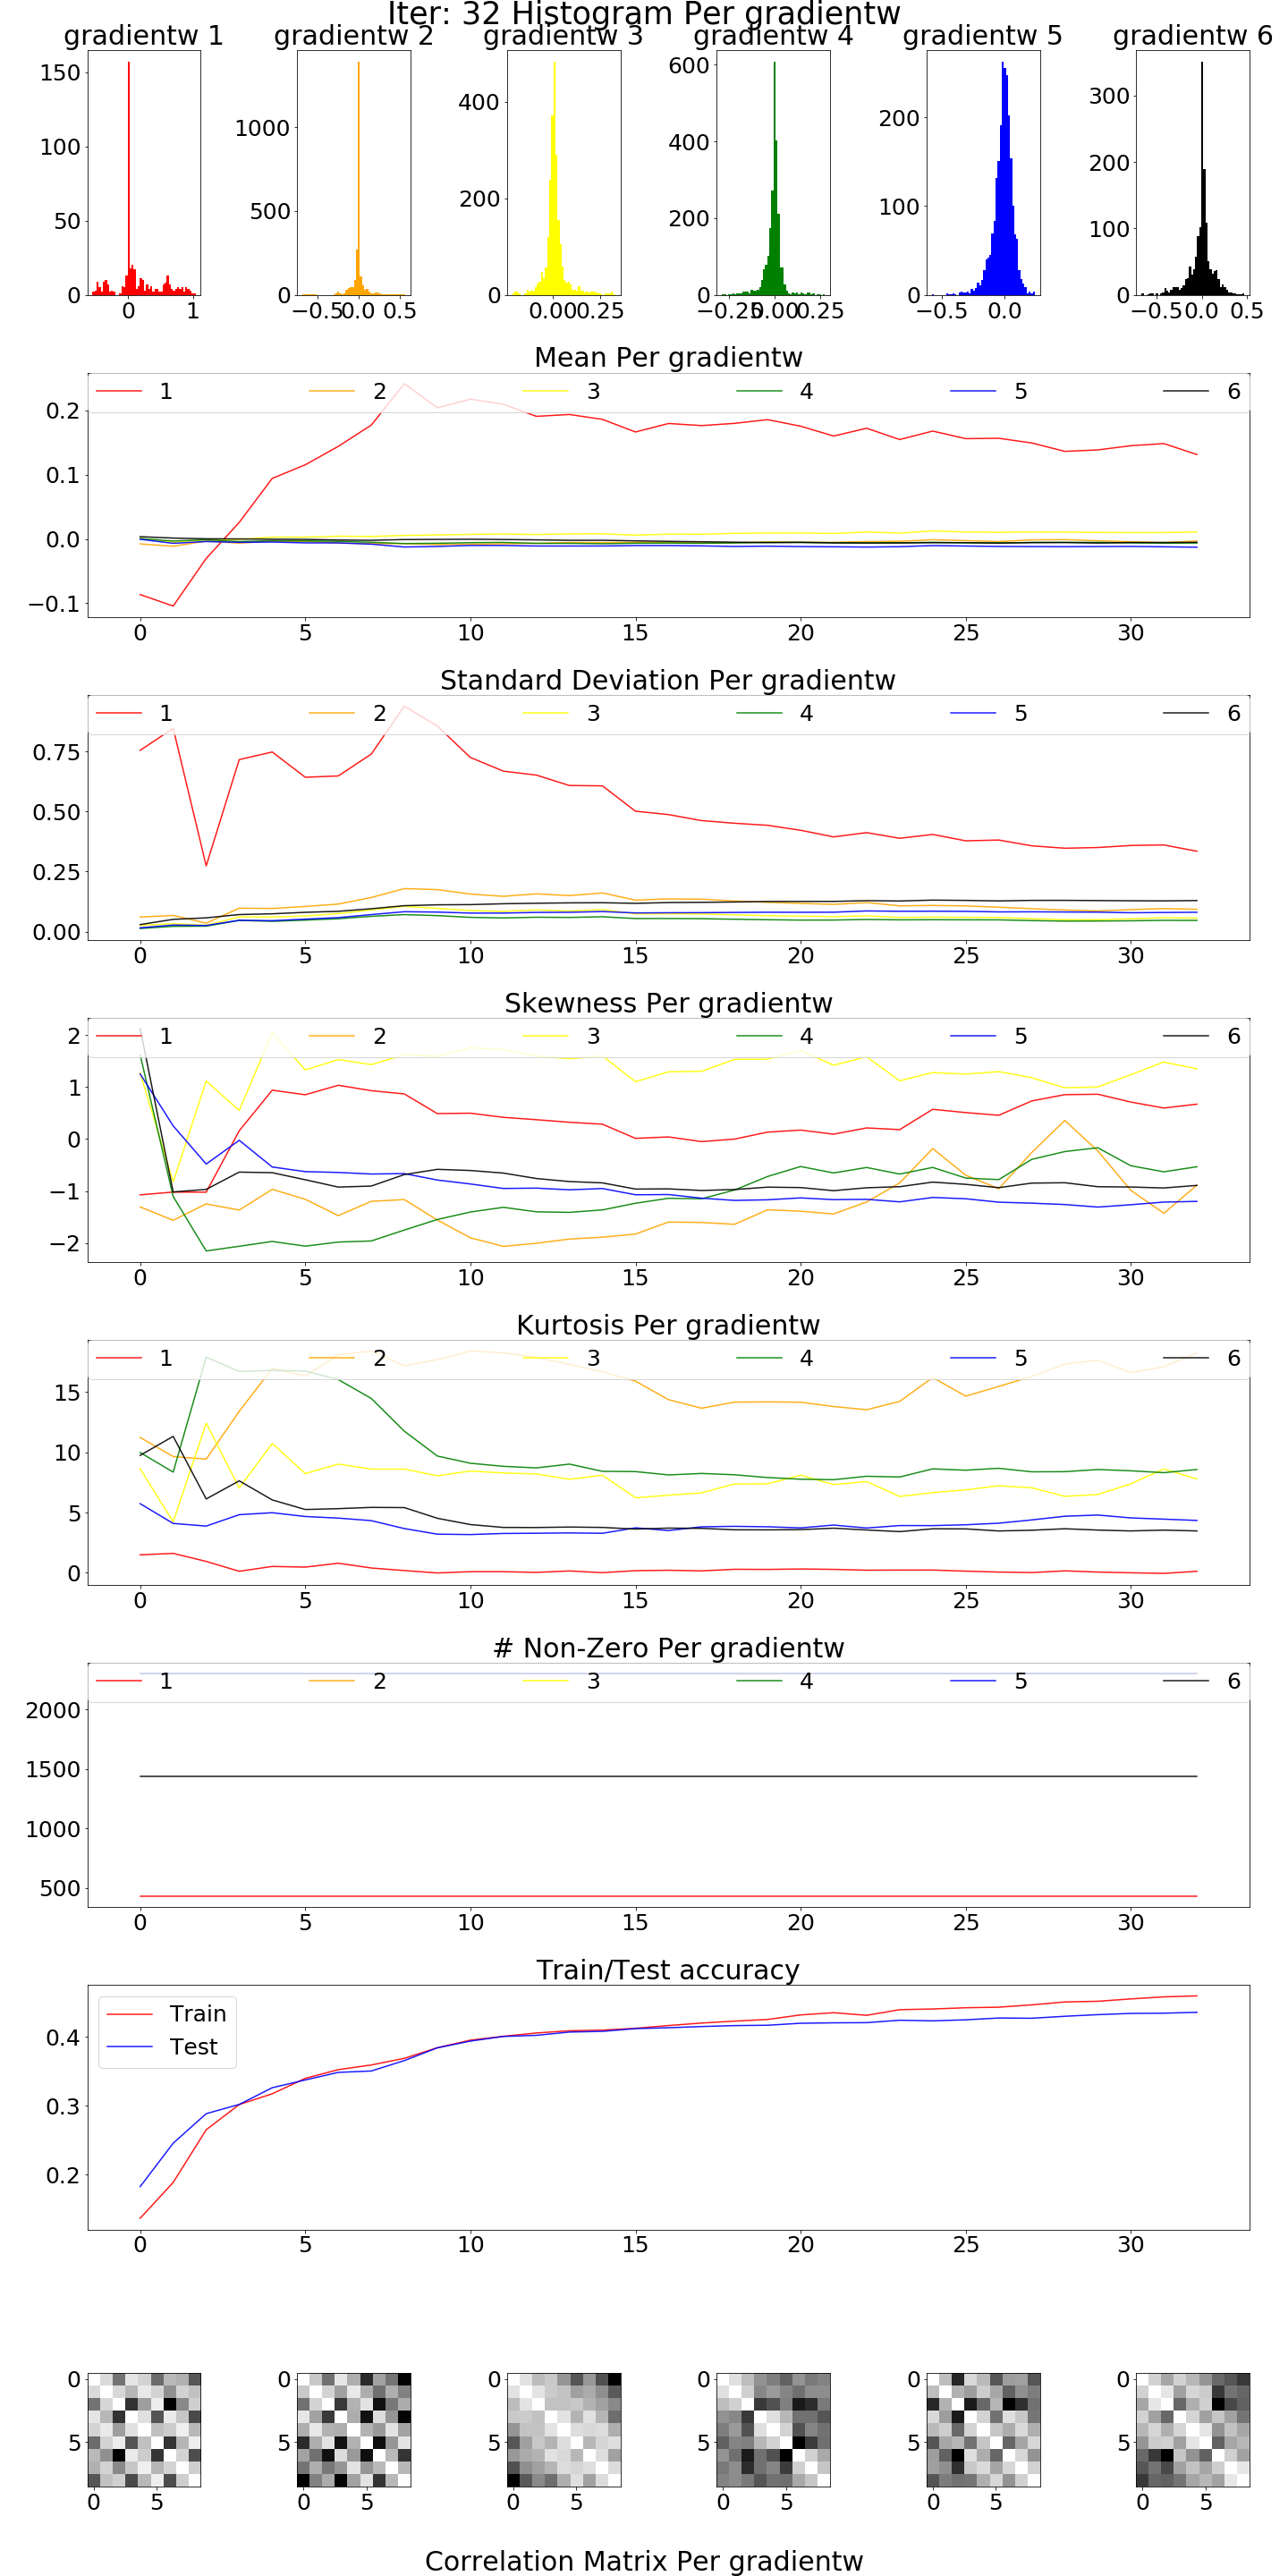 Iter: 32 Histogram Per gradientw
gradientw 1 gradientw 2 gradientw 3 gradientw 4 gradientw 5 gradientw 6
150
100
50
0
0 1
1000
500
0
−0.5 0.0 0.5
400
200
0
0.00 0.25
600
400
200
0
−0.25 0.00 0.25
200
100
0
−0.5 0.0
300
200
100
0
−0.5 0.0 0.5
Mean Per gradientw
1 2 3 4 5 6
0.2
0.1
0.0
−0.1
0 5 10 15 20 25 30
Standard Deviation Per gradientw
1 2 3 4 5 6
0.75
0.50
0.25
0.00
0 5 10 15 20 25 30
Skewness Per gradientw
1 2 3 4 5 6
2
1
0
−1
−2
0 5 10 15 20 25 30
Kurtosis Per gradientw
1 2 3 4 5 6
15
10
5
0
0 5 10 15 20 25 30
# Non-Zero Per gradientw
1 2 3 4 5 6
2000
1500
1000
500
0 5 10 15 20 25 30
Train/Test accuracy
Train
Test
0.4
0.3
0.2
0 5 10 15 20 25 30
0 0 0 0 0 0
5 5 5 5 5 5
0 5 0 5 0 5 0 5 0 5 0 5
Correlation Matrix Per gradientw